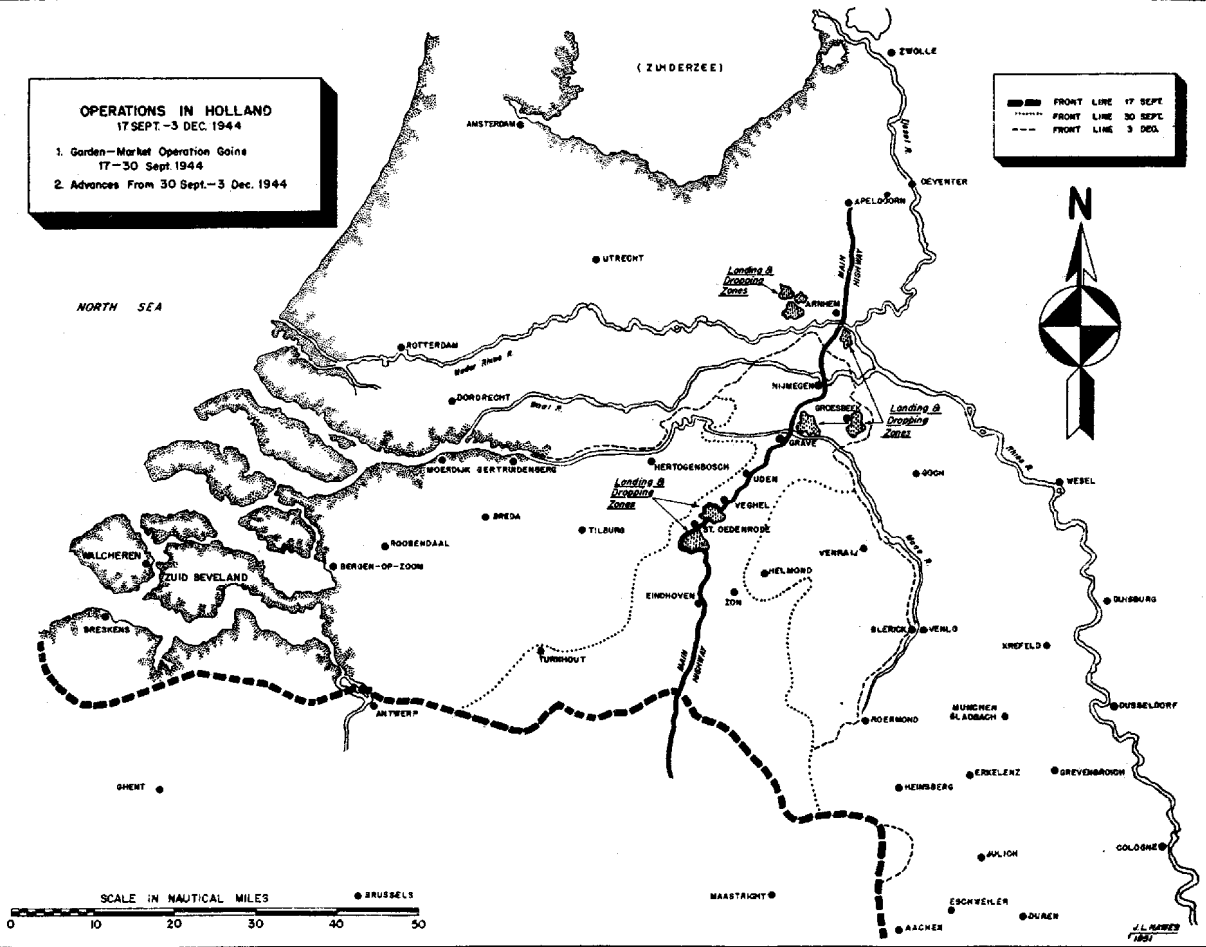 OPERATIONS IN HOLLAND
17 SEPT. – 3 DEC. 1944
1. Garden–Market Operation Gains
17–30 Sept. 1944
2. Advances From 30 Sept.–3 Dec. 1944
FRONT LINE 17 SEPT.
FRONT LINE 30 SEPT.
FRONT LINE 3 DEC.
N
(ZUIDERZEE)
ZWOLLE
AMSTERDAM
Yssel R.
DEVENTER
APELDOORN
UTRECHT
MAIN
HIGHWAY
Landing &
Dropping
Zones
ARNHEM
NORTH SEA
ROTTERDAM
Neder Rhine R.
NIJMEGEN
DORDRECHT
Waal R.
GROESBEEK
Landing &
Dropping
Zones
GRAVE
Rhine R.
MOERDIJK
GERTRUIDENBERG
HERTOGENBOSCH
UDEN
GOCH
WESEL
Landing &
Dropping
Zones
VEGHEL
BREDA
TILBURG
ST. OEDENRODE
ROOSENDAAL
VENRAIJ
Maas R.
WALCHEREN
ZUID BEVELAND
BERGEN-OP-ZOOM
HELMOND
EINDHOVEN
ZON
DUISBURG
BRESKENS
BLERICK
VENLO
KREFELD
TURNHOUT
MAIN
HIGHWAY
ANTWERP
ROERMOND
MUNCHEN
GLADBACH
DUSSELDORF
GHENT
HEINSBERG
ERKELENZ
GREVENBROICH
JULICH
COLOGNE
SCALE IN NAUTICAL MILES
0 10 20 30 40 50
BRUSSELS
MAASTRICHT
ESCHWEILER
DUREN
AACHEN
J.L. HAWES
1951